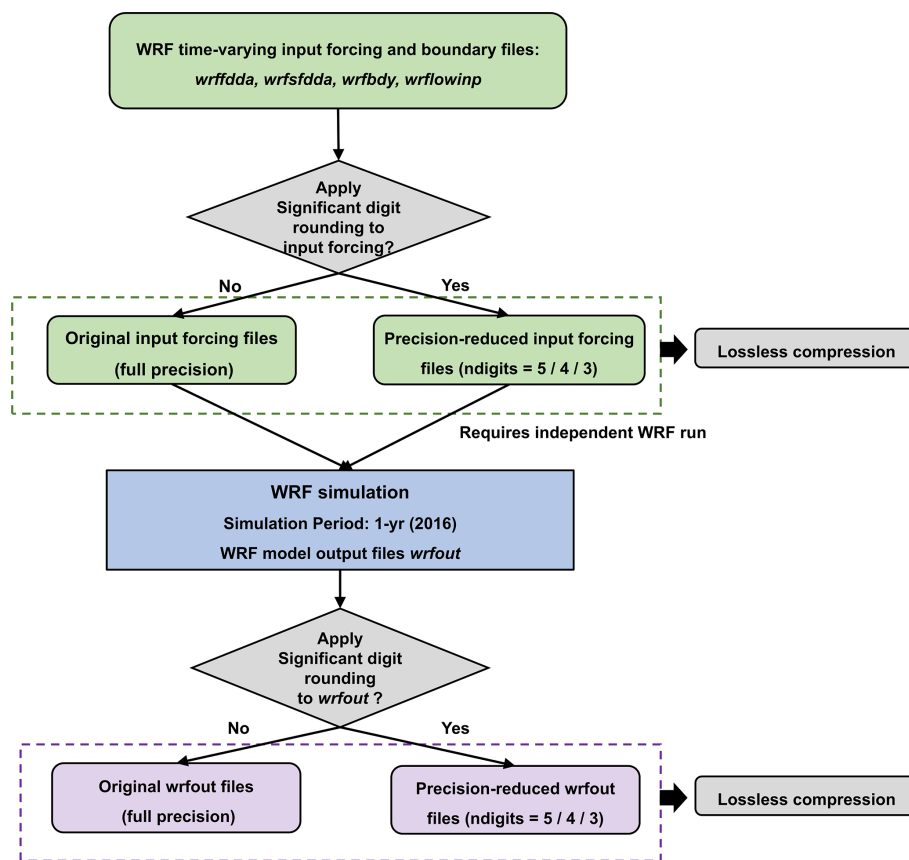 WRF time-varying input forcing and boundary files:
wrffdda, wrfsfdda, wrfbdy, wrflowinp
Apply
Significant digit
rounding to
input forcing?
No
Yes
Original input forcing files
(full precision)
Precision-reduced input forcing
files (ndigits = 5 / 4 / 3)
Lossless compression
Requires independent WRF run
WRF simulation
Simulation Period: 1-yr (2016)
WRF model output files wrfout
Apply
Significant digit
rounding
to wrfout ?
No
Yes
Original wrfout files
(full precision)
Precision-reduced wrfout
files (ndigits = 5 / 4 / 3)
Lossless compression